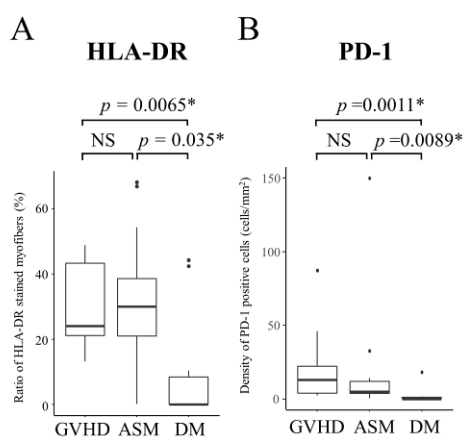 A
HLA-DR
p = 0.0065*
NS
p = 0.035*
Ratio of HLA-DR stained myofibers (%)
60
40
20
0
GVHD ASM DM
B
PD-1
p =0.0011*
NS
p =0.0089*
Density of PD-1 positive cells (cells/mm²)
150
100
50
0
GVHD ASM DM